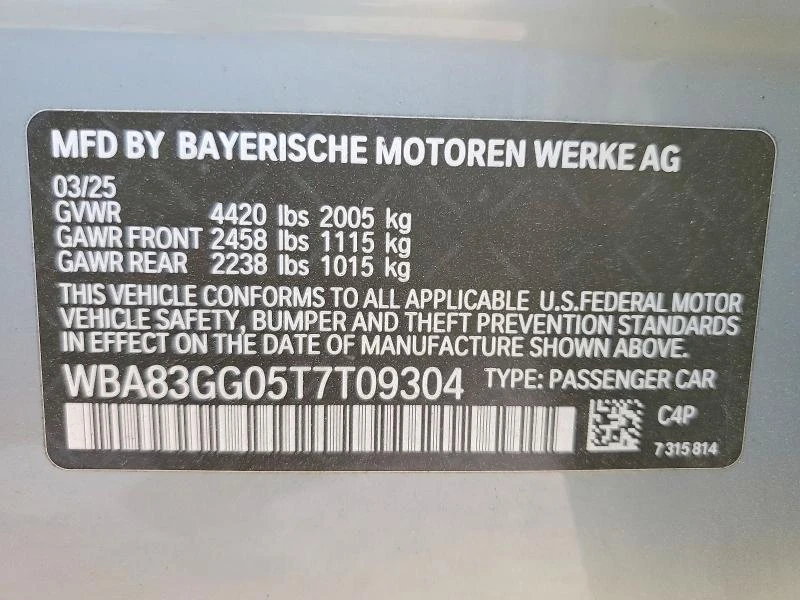 MFD BY BAYERISCHE MOTOREN WERKE AG
03/25
GVWR 4420 lbs 2005 kg
GAWR FRONT 2458 lbs 1115 kg
GAWR REAR 2238 lbs 1015 kg
THIS VEHICLE CONFORMS TO ALL APPLICABLE U.S.FEDERAL MOTOR
VEHICLE SAFETY, BUMPER AND THEFT PREVENTION STANDARDS
IN EFFECT ON THE DATE OF MANUFACTURE SHOWN ABOVE.
WBA83GG05T7T09304 TYPE: PASSENGER CAR
C4P
7 315 814